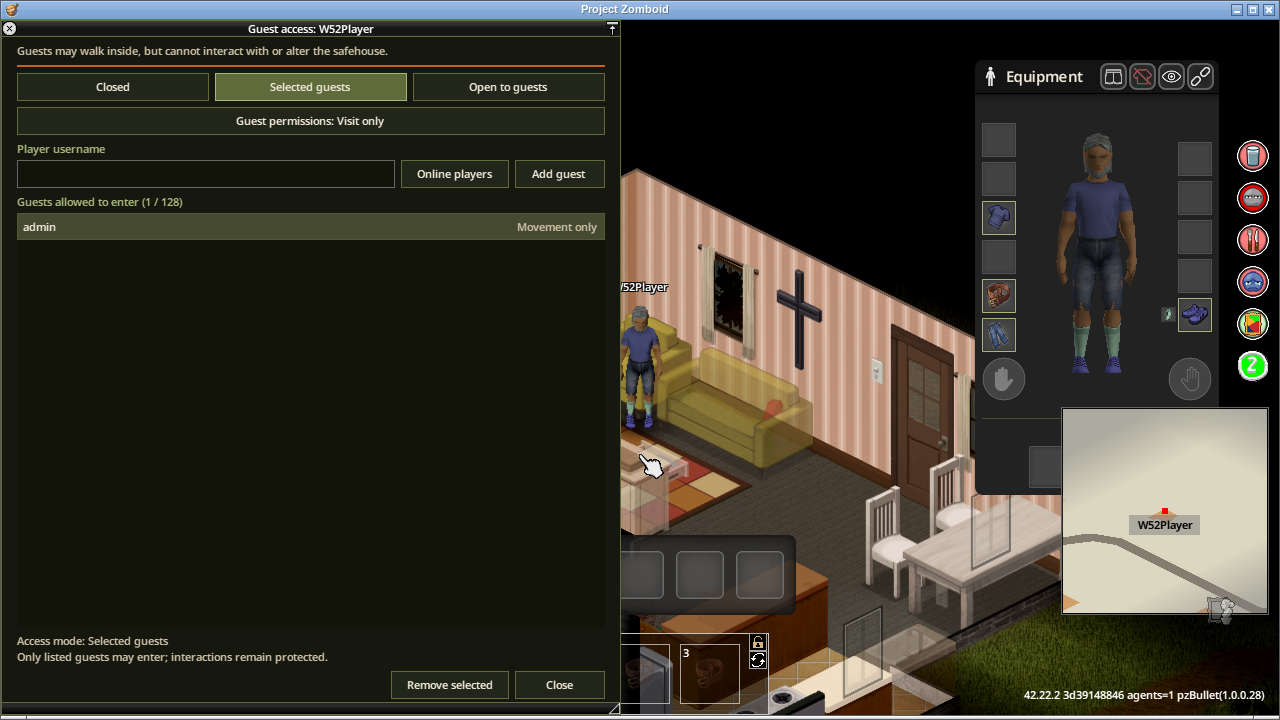 Project Zomboid
Guest access: W52Player
Guests may walk inside, but cannot interact with or alter the safehouse.
Closed
Selected guests
Open to guests
Guest permissions: Visit only
Player username
Online players
Add guest
Guests allowed to enter (1 / 128)
admin
Movement only
Access mode: Selected guests
Only listed guests may enter; interactions remain protected.
Remove selected
Close
W52Player
Equipment
W52Player
3
42.22.2 3d39148846 agents=1 pzBullet(1.0.0.28)